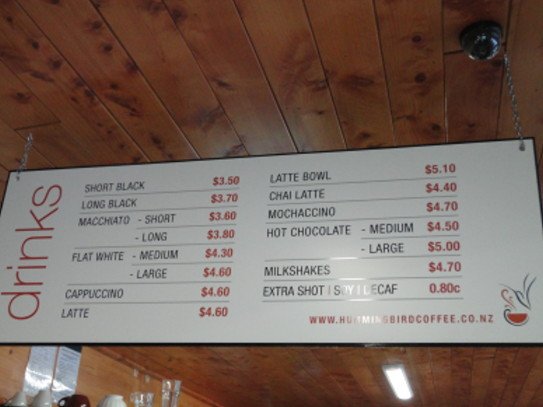 drinks
SHORT BLACK $3.50
LONG BLACK $3.70
MACCHIATO - SHORT $3.60
- LONG $3.80
FLAT WHITE - MEDIUM $4.30
- LARGE $4.60
CAPPUCCINO $4.60
LATTE $4.60
LATTE BOWL $5.10
CHAI LATTE $4.40
MOCHACCINO $4.70
HOT CHOCOLATE - MEDIUM $4.50
- LARGE $5.00
MILKSHAKES $4.70
EXTRA SHOT / SOY / DECAF 0.80c
WWW.HUMMINGBIRDCOFFEE.CO.NZ